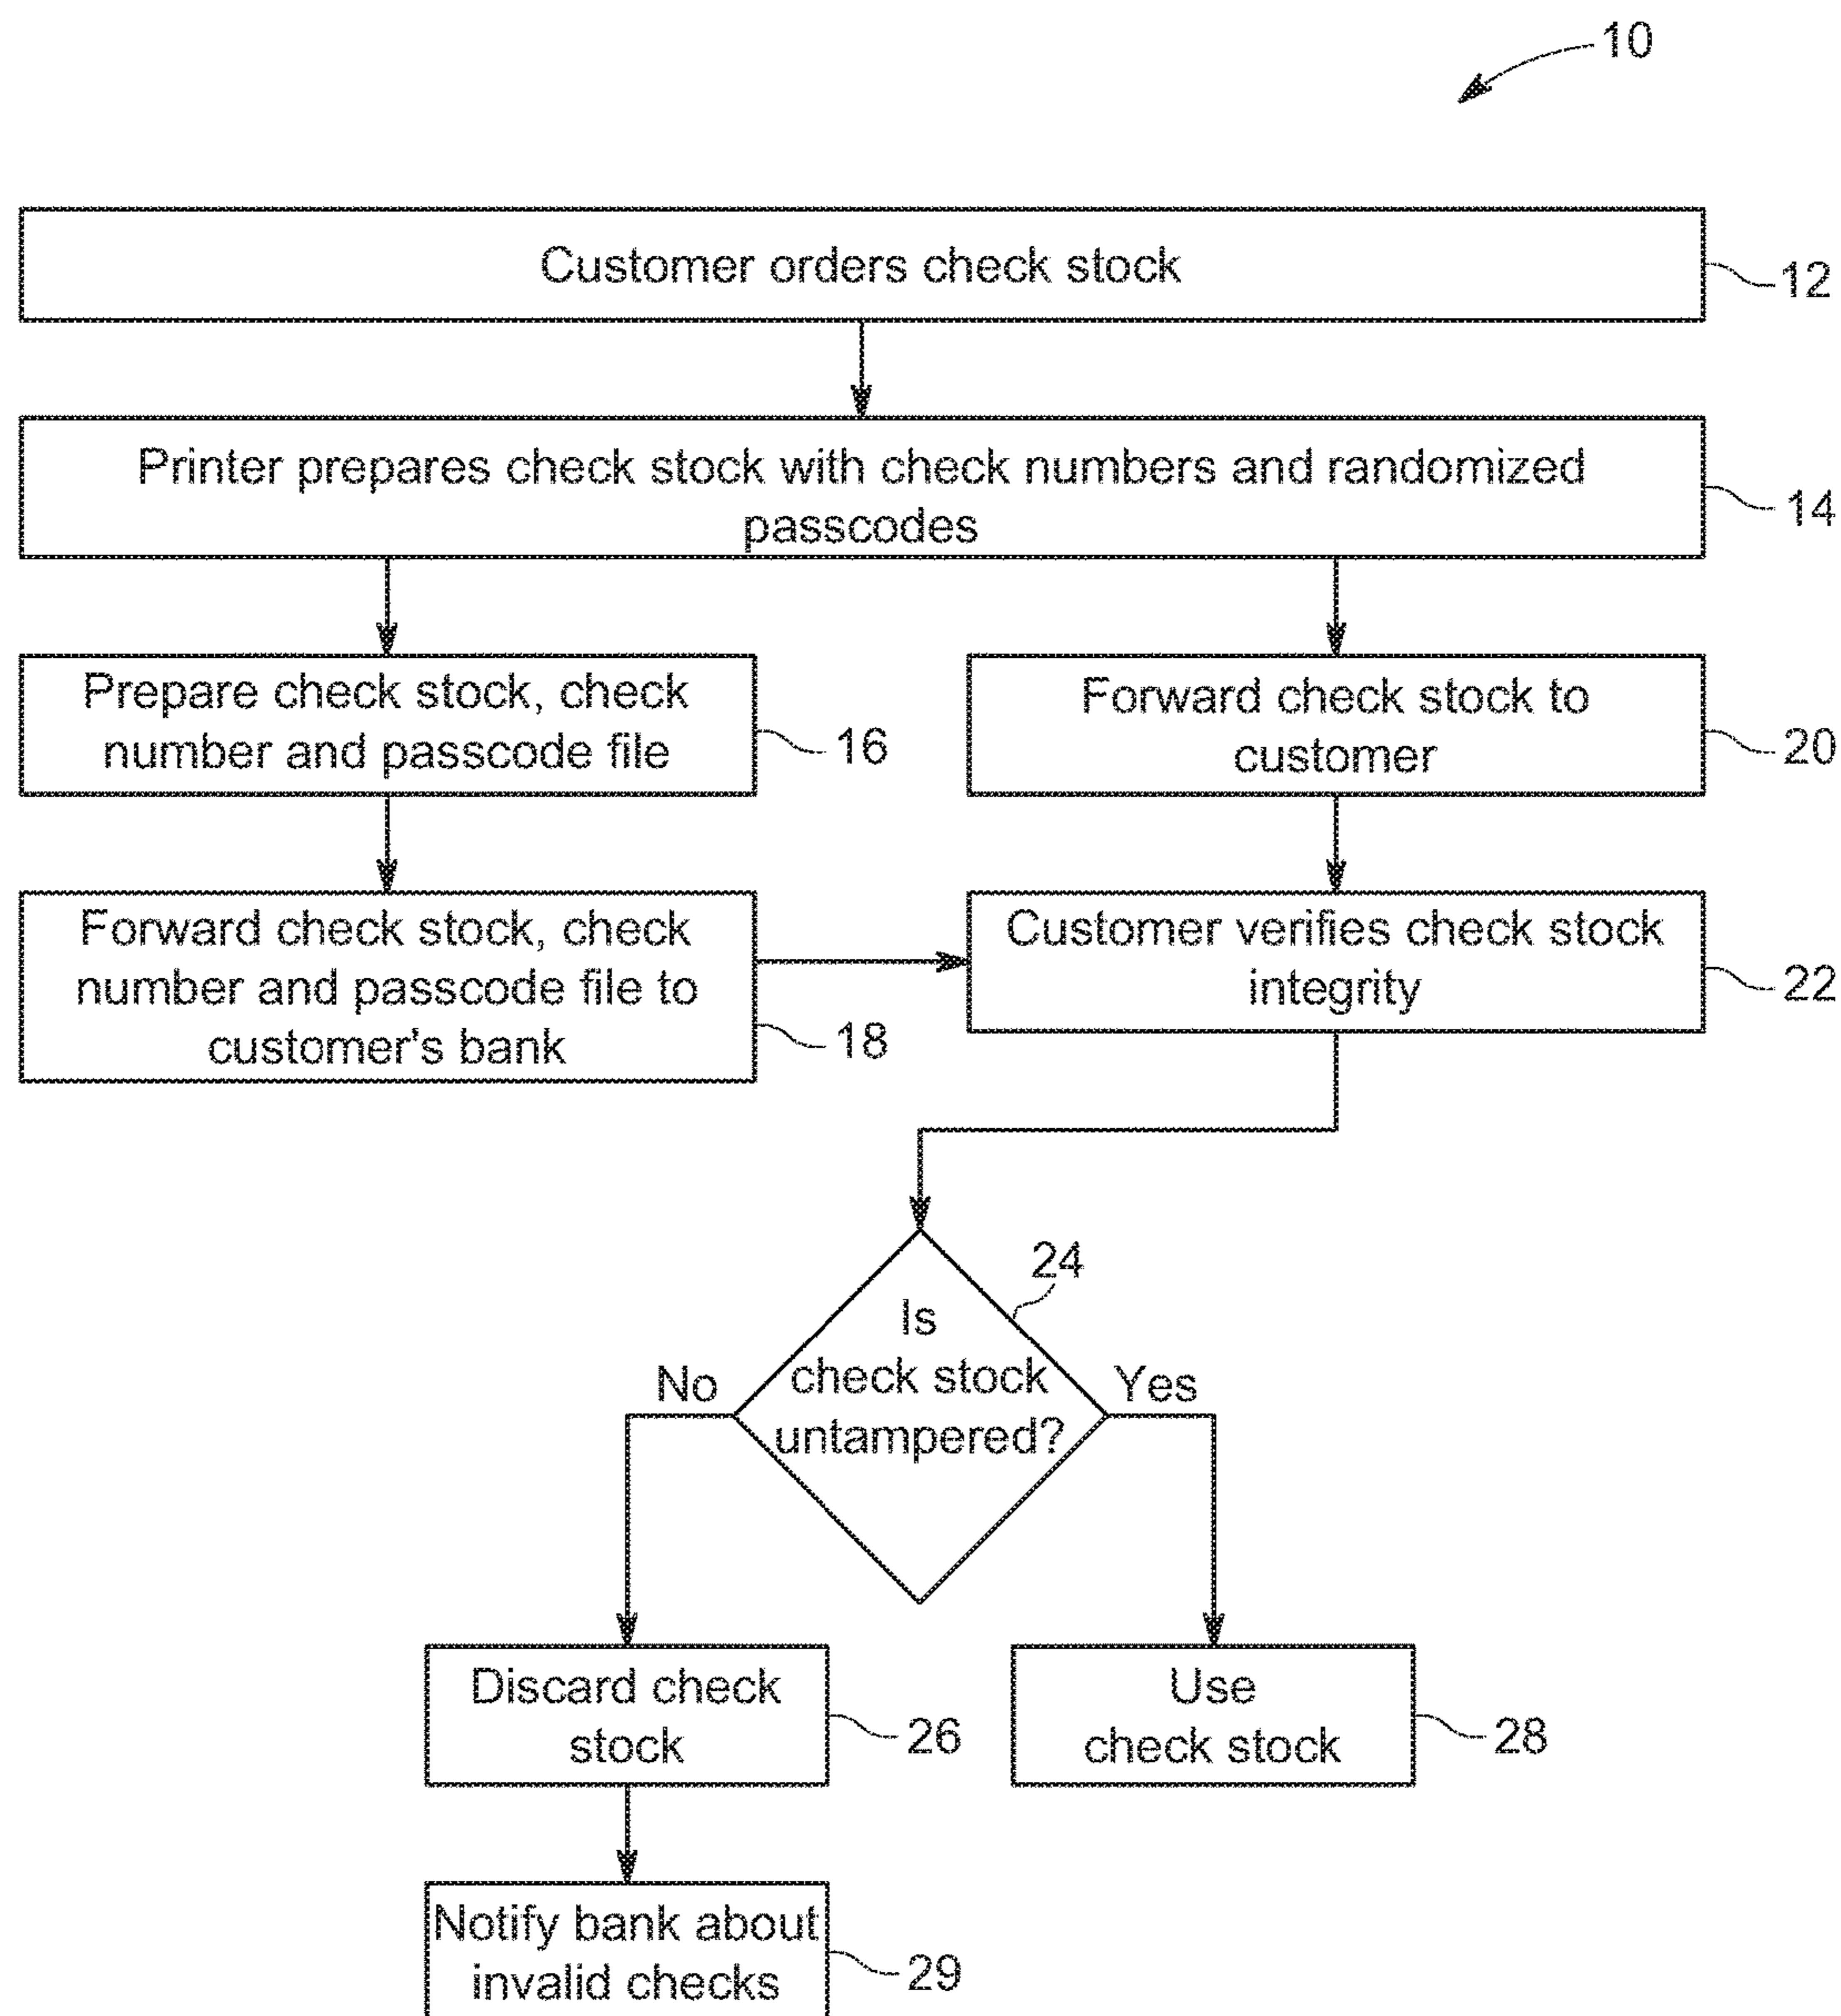 10
Customer orders check stock
12
Printer prepares check stock with check numbers and randomized
passcodes
14
Prepare check stock, check
number and passcode file
16
Forward check stock to
customer
20
Forward check stock, check
number and passcode file to
customer's bank
18
Customer verifies check stock
integrity
22
24
Is
check stock
untampered?
No
Yes
Discard check
stock
26
Use
check stock
28
Notify bank about
invalid checks
29